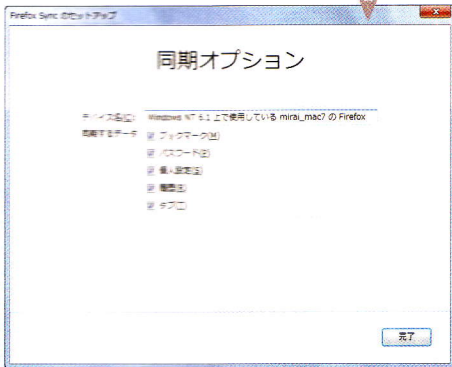 Firefox Sync のセットアップ
同期オプション
デバイス名(C): Windows NT 6.1 上で使用している mirai_mac7 の Firefox
同期するデータ ブックマーク(M)
パスワード(P)
個人設定(S)
履歴(R)
タブ(T)
完了